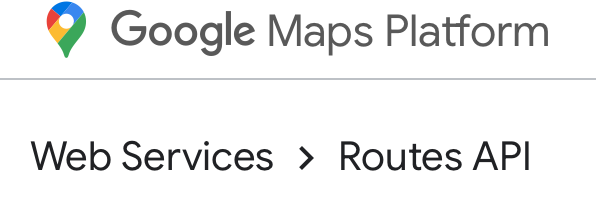 Google Maps Platform
Web Services > Routes API